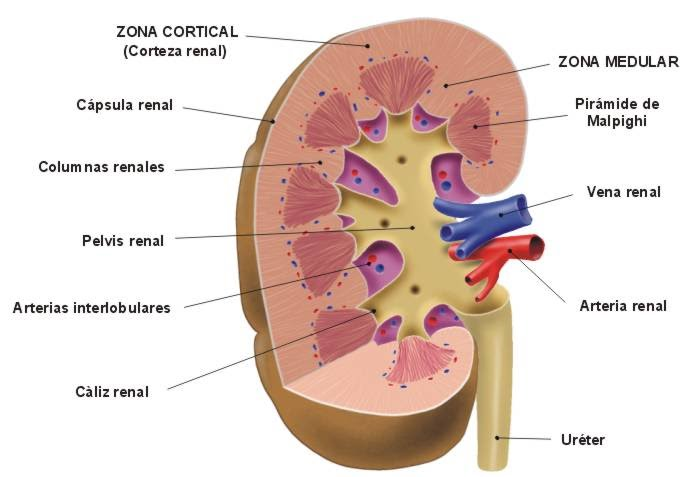 ZONA CORTICAL
(Corteza renal)
Cápsula renal
Columnas renales
Pelvis renal
Arterias interlobulares
Càliz renal
ZONA MEDULAR
Pirámide de
Malpighi
Vena renal
Arteria renal
Uréter